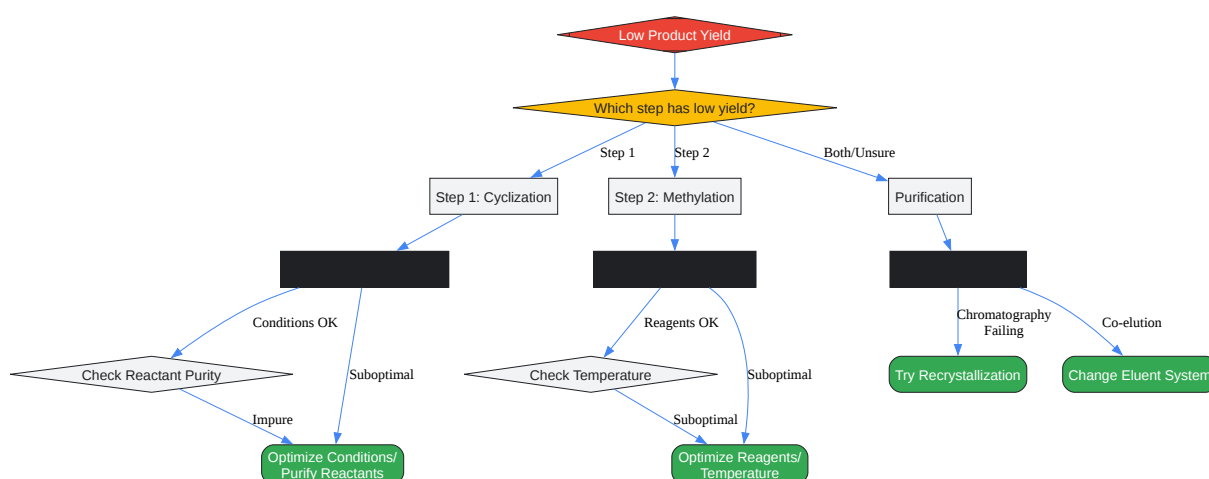 Low Product Yield
Which step has low yield?
Step 1
Step 2
Both/Unsure
Step 1: Cyclization
Step 2: Methylation
Purification
Conditions OK
Reagents OK
Chromatography
Failing
Co-elution
Check Reactant Purity
Suboptimal
Check Temperature
Suboptimal
Try Recrystallization
Change Eluent System
Impure
Suboptimal
Optimize Conditions/
Purify Reactants
Optimize Reagents/
Temperature